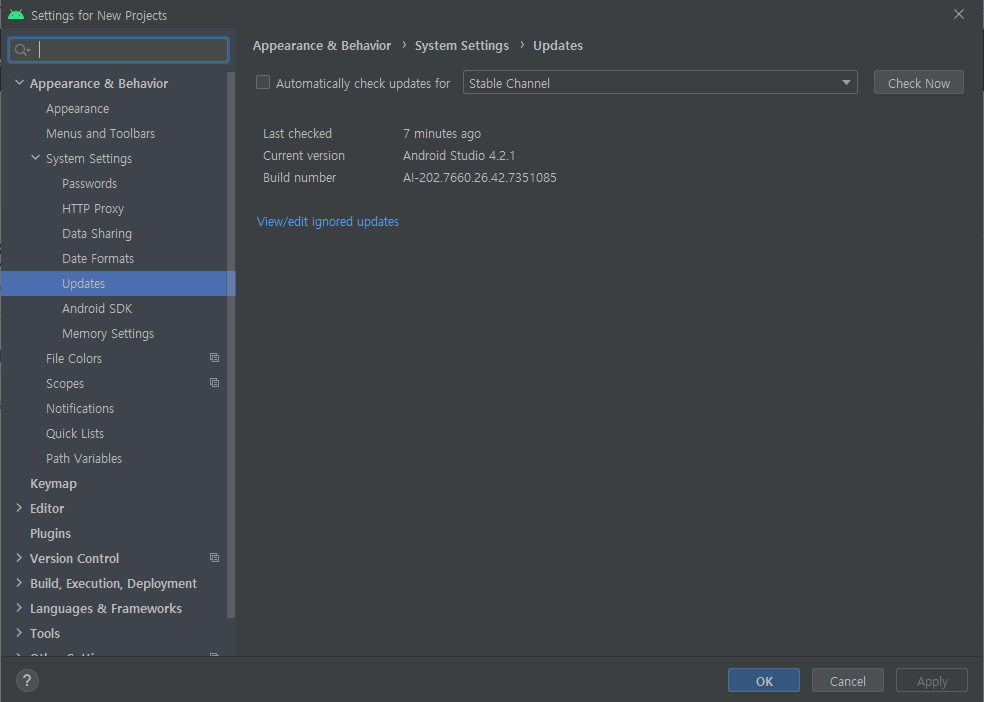 Settings for New Projects
Appearance & Behavior
Appearance
Menus and Toolbars
System Settings
Passwords
HTTP Proxy
Data Sharing
Date Formats
Updates
Android SDK
Memory Settings
File Colors
Scopes
Notifications
Quick Lists
Path Variables
Keymap
Editor
Plugins
Version Control
Build, Execution, Deployment
Languages & Frameworks
Tools
Appearance & Behavior › System Settings › Updates
Automatically check updates for Stable Channel Check Now
Last checked 7 minutes ago
Current version Android Studio 4.2.1
Build number AI-202.7660.26.42.7351085
View/edit ignored updates
? OK Cancel Apply